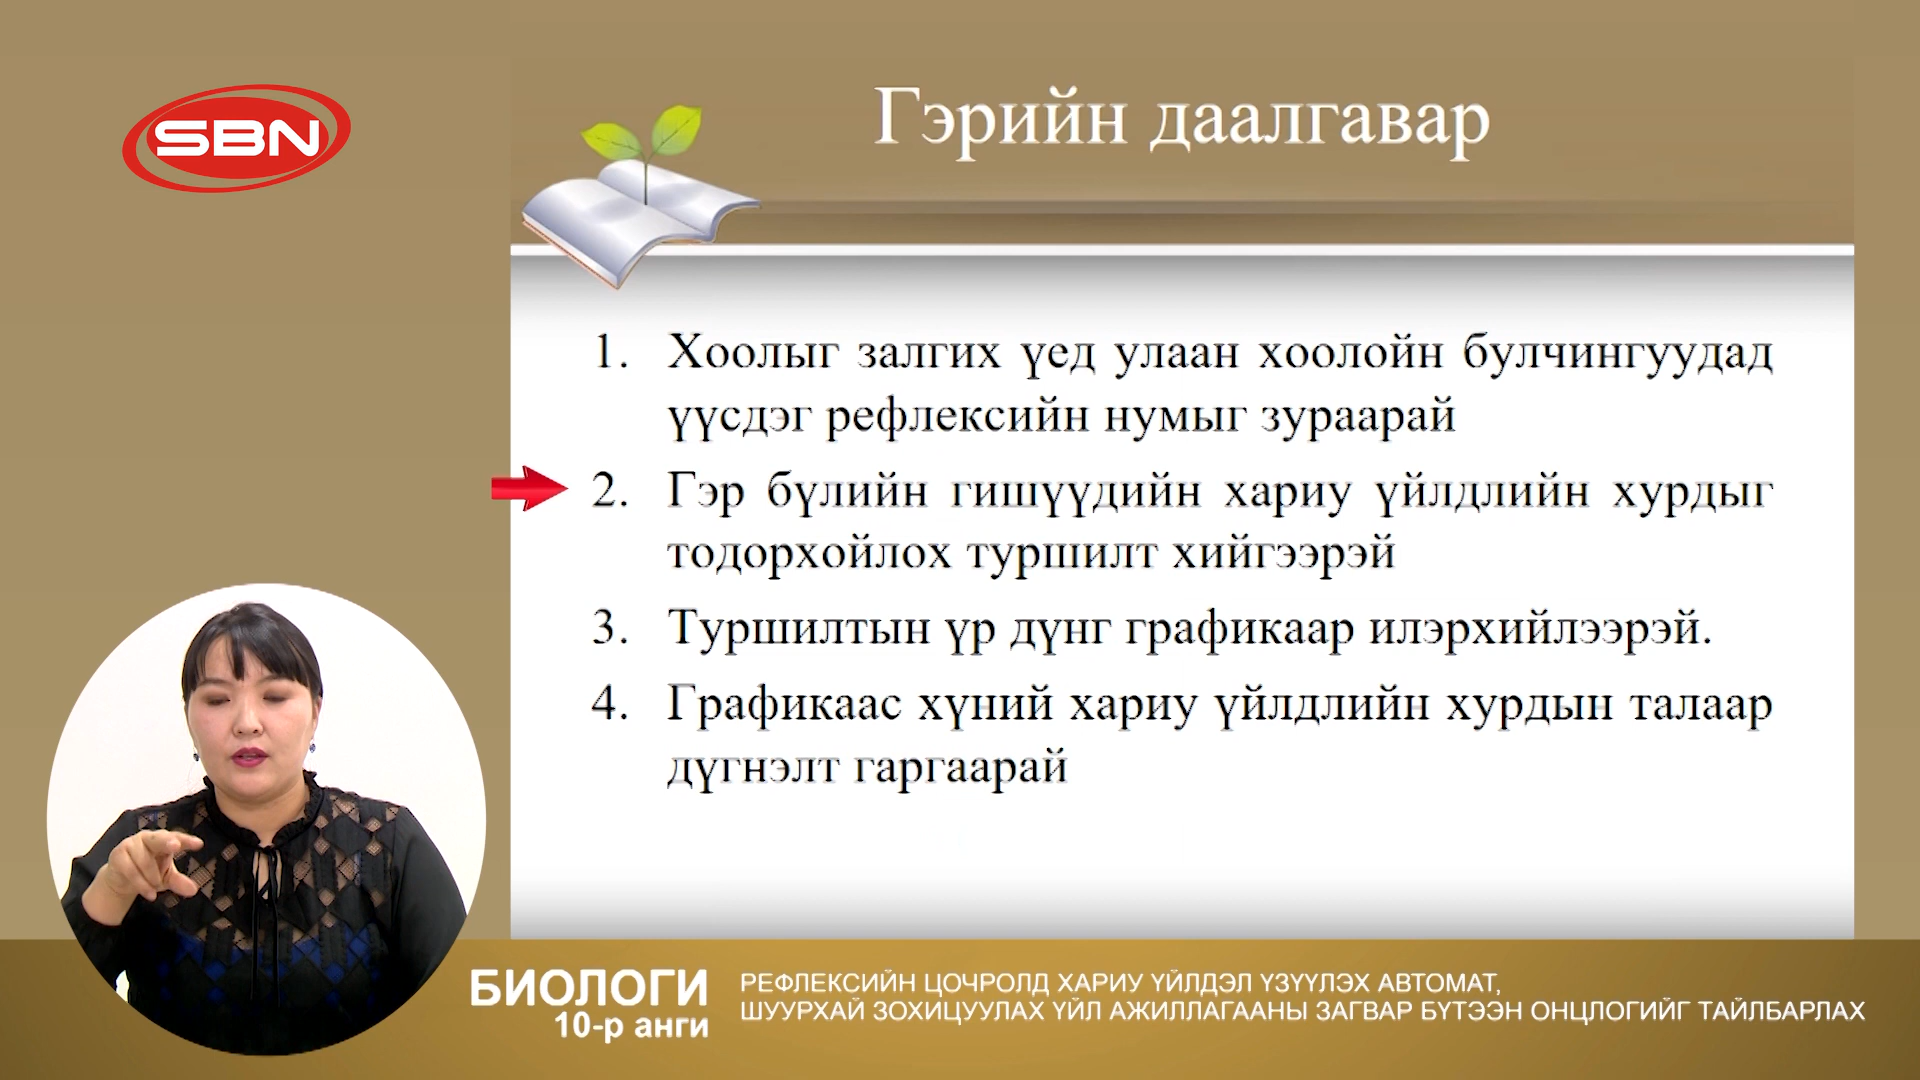 SBN
Гэрийн даалгавар
1. Хоолыг залгих үед улаан хоолойн булчингуудад
үүсдэг рефлексийн нумыг зураарай
2. Гэр бүлийн гишүүдийн хариу үйлдлийн хурдыг
тодорхойлох туршилт хийгээрэй
3. Туршилтын үр дүнг графикаар илэрхийлээрэй.
4. Графикаас хүний хариу үйлдлийн хурдын талаар
дүгнэлт гаргаарай
БИОЛОГИ
10-р анги
РЕФЛЕКСИЙН ЦОЧРОЛД ХАРИУ ҮЙЛДЭЛ ҮЗҮҮЛЭХ АВТОМАТ,
ШУУРХАЙ ЗОХИЦУУЛАХ ҮЙЛ АЖИЛЛАГААНЫ ЗАГВАР БҮТЭЭН ОНЦЛОГИЙГ ТАЙЛБАРЛАХ